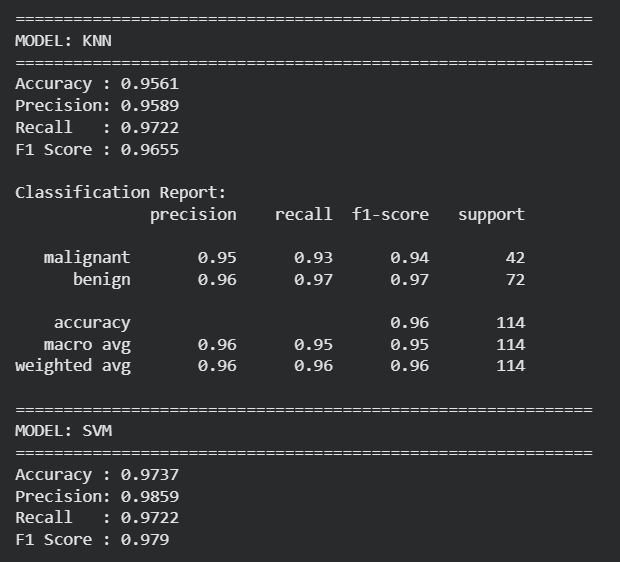 ============================================================
MODEL: KNN
============================================================
Accuracy : 0.9561
Precision: 0.9589
Recall   : 0.9722
F1 Score : 0.9655

Classification Report:
              precision    recall  f1-score   support

   malignant       0.95      0.93      0.94        42
      benign       0.96      0.97      0.97        72

    accuracy                           0.96       114
   macro avg       0.96      0.95      0.95       114
weighted avg       0.96      0.96      0.96       114

============================================================
MODEL: SVM
============================================================
Accuracy : 0.9737
Precision: 0.9859
Recall   : 0.9722
F1 Score : 0.979